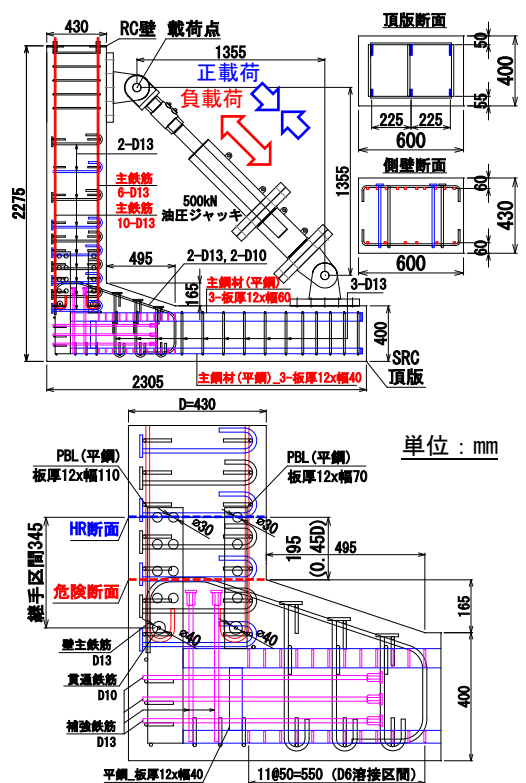 430
RC壁 載荷点
1355
正載荷
負載荷
2-D13
主鉄筋
6-D13
主鉄筋
10-D13
500kN
油圧ジャッキ
1355
2275
495
2-D13, 2-D10
165
主鋼材(平鋼)
3-板厚12x幅60
3-D13
400
SRC
頂版
主鋼材(平鋼)_3-板厚12x幅40
2305
頂版断面
50
400
55
225 225
600
側壁断面
60
430
60
600
単位:mm
D=430
PBL(平鋼)
板厚12x幅110
PBL(平鋼)
板厚12x幅70
ø30
ø30
HR断面
継手区間345
危険断面
195
(0.45D)
495
165
ø40
ø40
壁主鉄筋
D13
貫通鉄筋
D10
補強鉄筋
D13
400
平鋼_板厚12x幅40
11@50=550 (D6溶接区間)